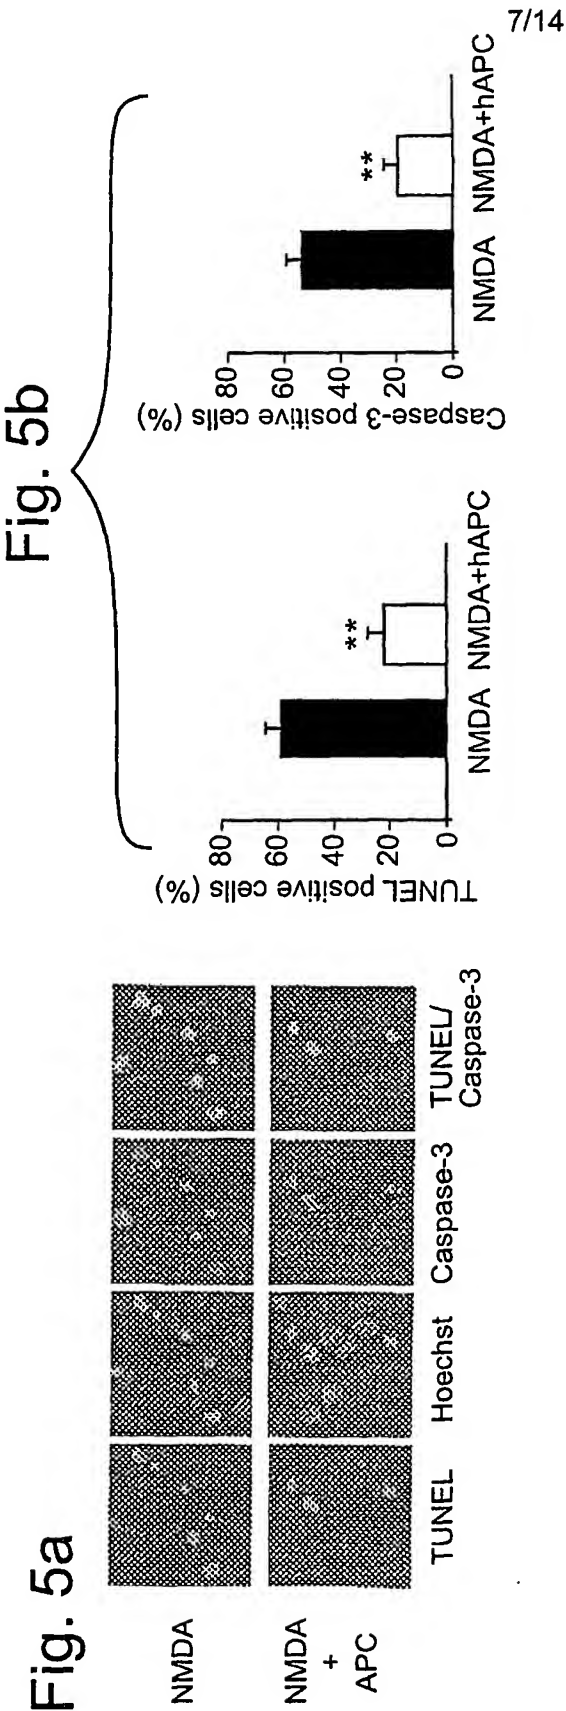 7/14
Fig. 5a
NMDA
NMDA
+
APC
TUNEL
Hoechst
Caspase-3
TUNEL/
Caspase-3
Fig. 5b
TUNEL positive cells (%)
80
60
40
20
0
**
NMDA
NMDA+hAPC
Caspase-3 positive cells (%)
80
60
40
20
0
**
NMDA
NMDA+hAPC